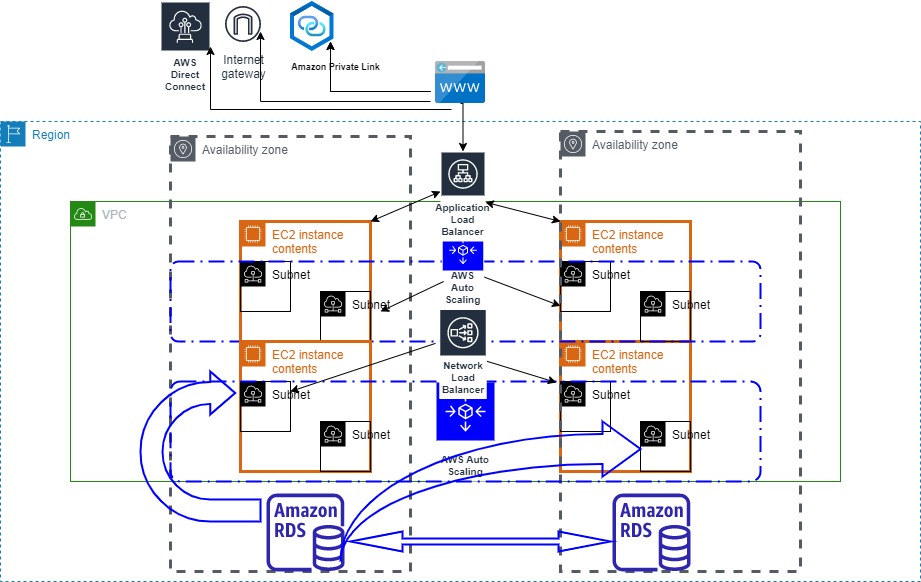 AWS
Direct
Connect
Internet
gateway
Amazon Private Link
WWW
Region
Availability zone
Availability zone
VPC
Application
Load
Balancer
EC2 instance
contents
EC2 instance
contents
Subnet
Subnet
AWS
Auto
Scaling
Subnet
Subnet
EC2 instance
contents
EC2 instance
contents
Network
Load
Balancer
Subnet
Subnet
Subnet
Subnet
AWS Auto
Scaling
Amazon
RDS
Amazon
RDS